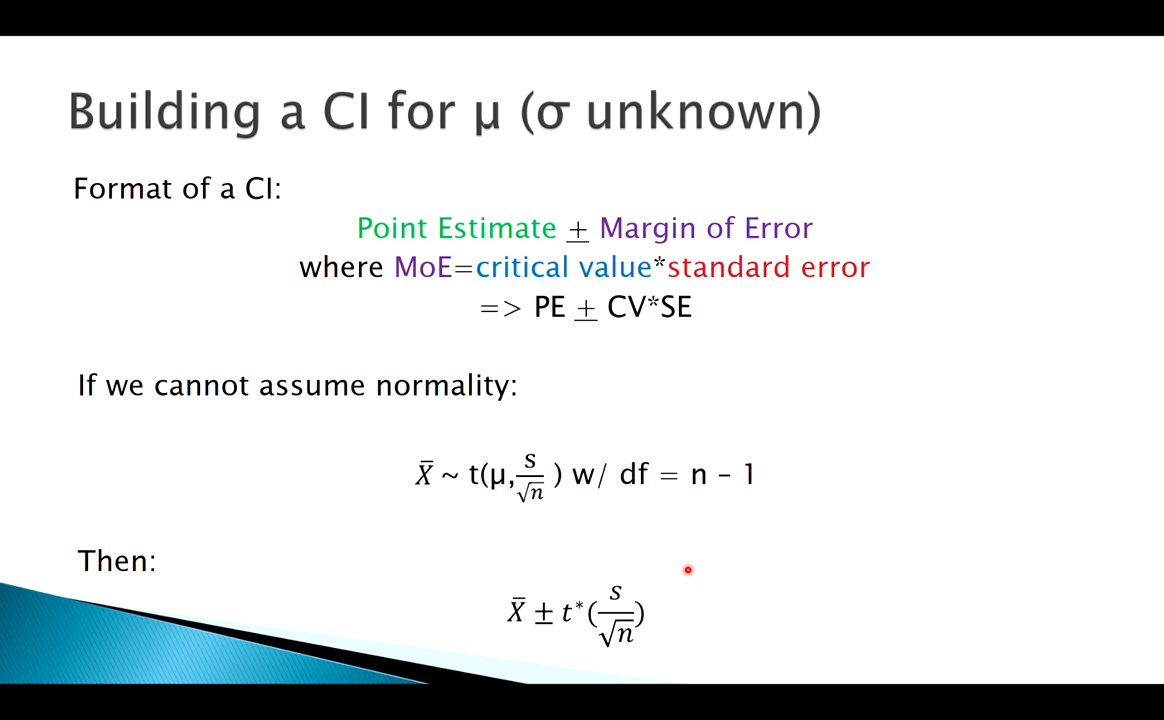 Building a CI for μ (σ unknown)
Format of a CI:
Point Estimate ± Margin of Error
where MoE=critical value*standard error
=> PE ± CV*SE
If we cannot assume normality:
X̄ ~ t(μ, s/√n ) w/ df = n – 1
Then:
X̄ ± t*(s/√n)